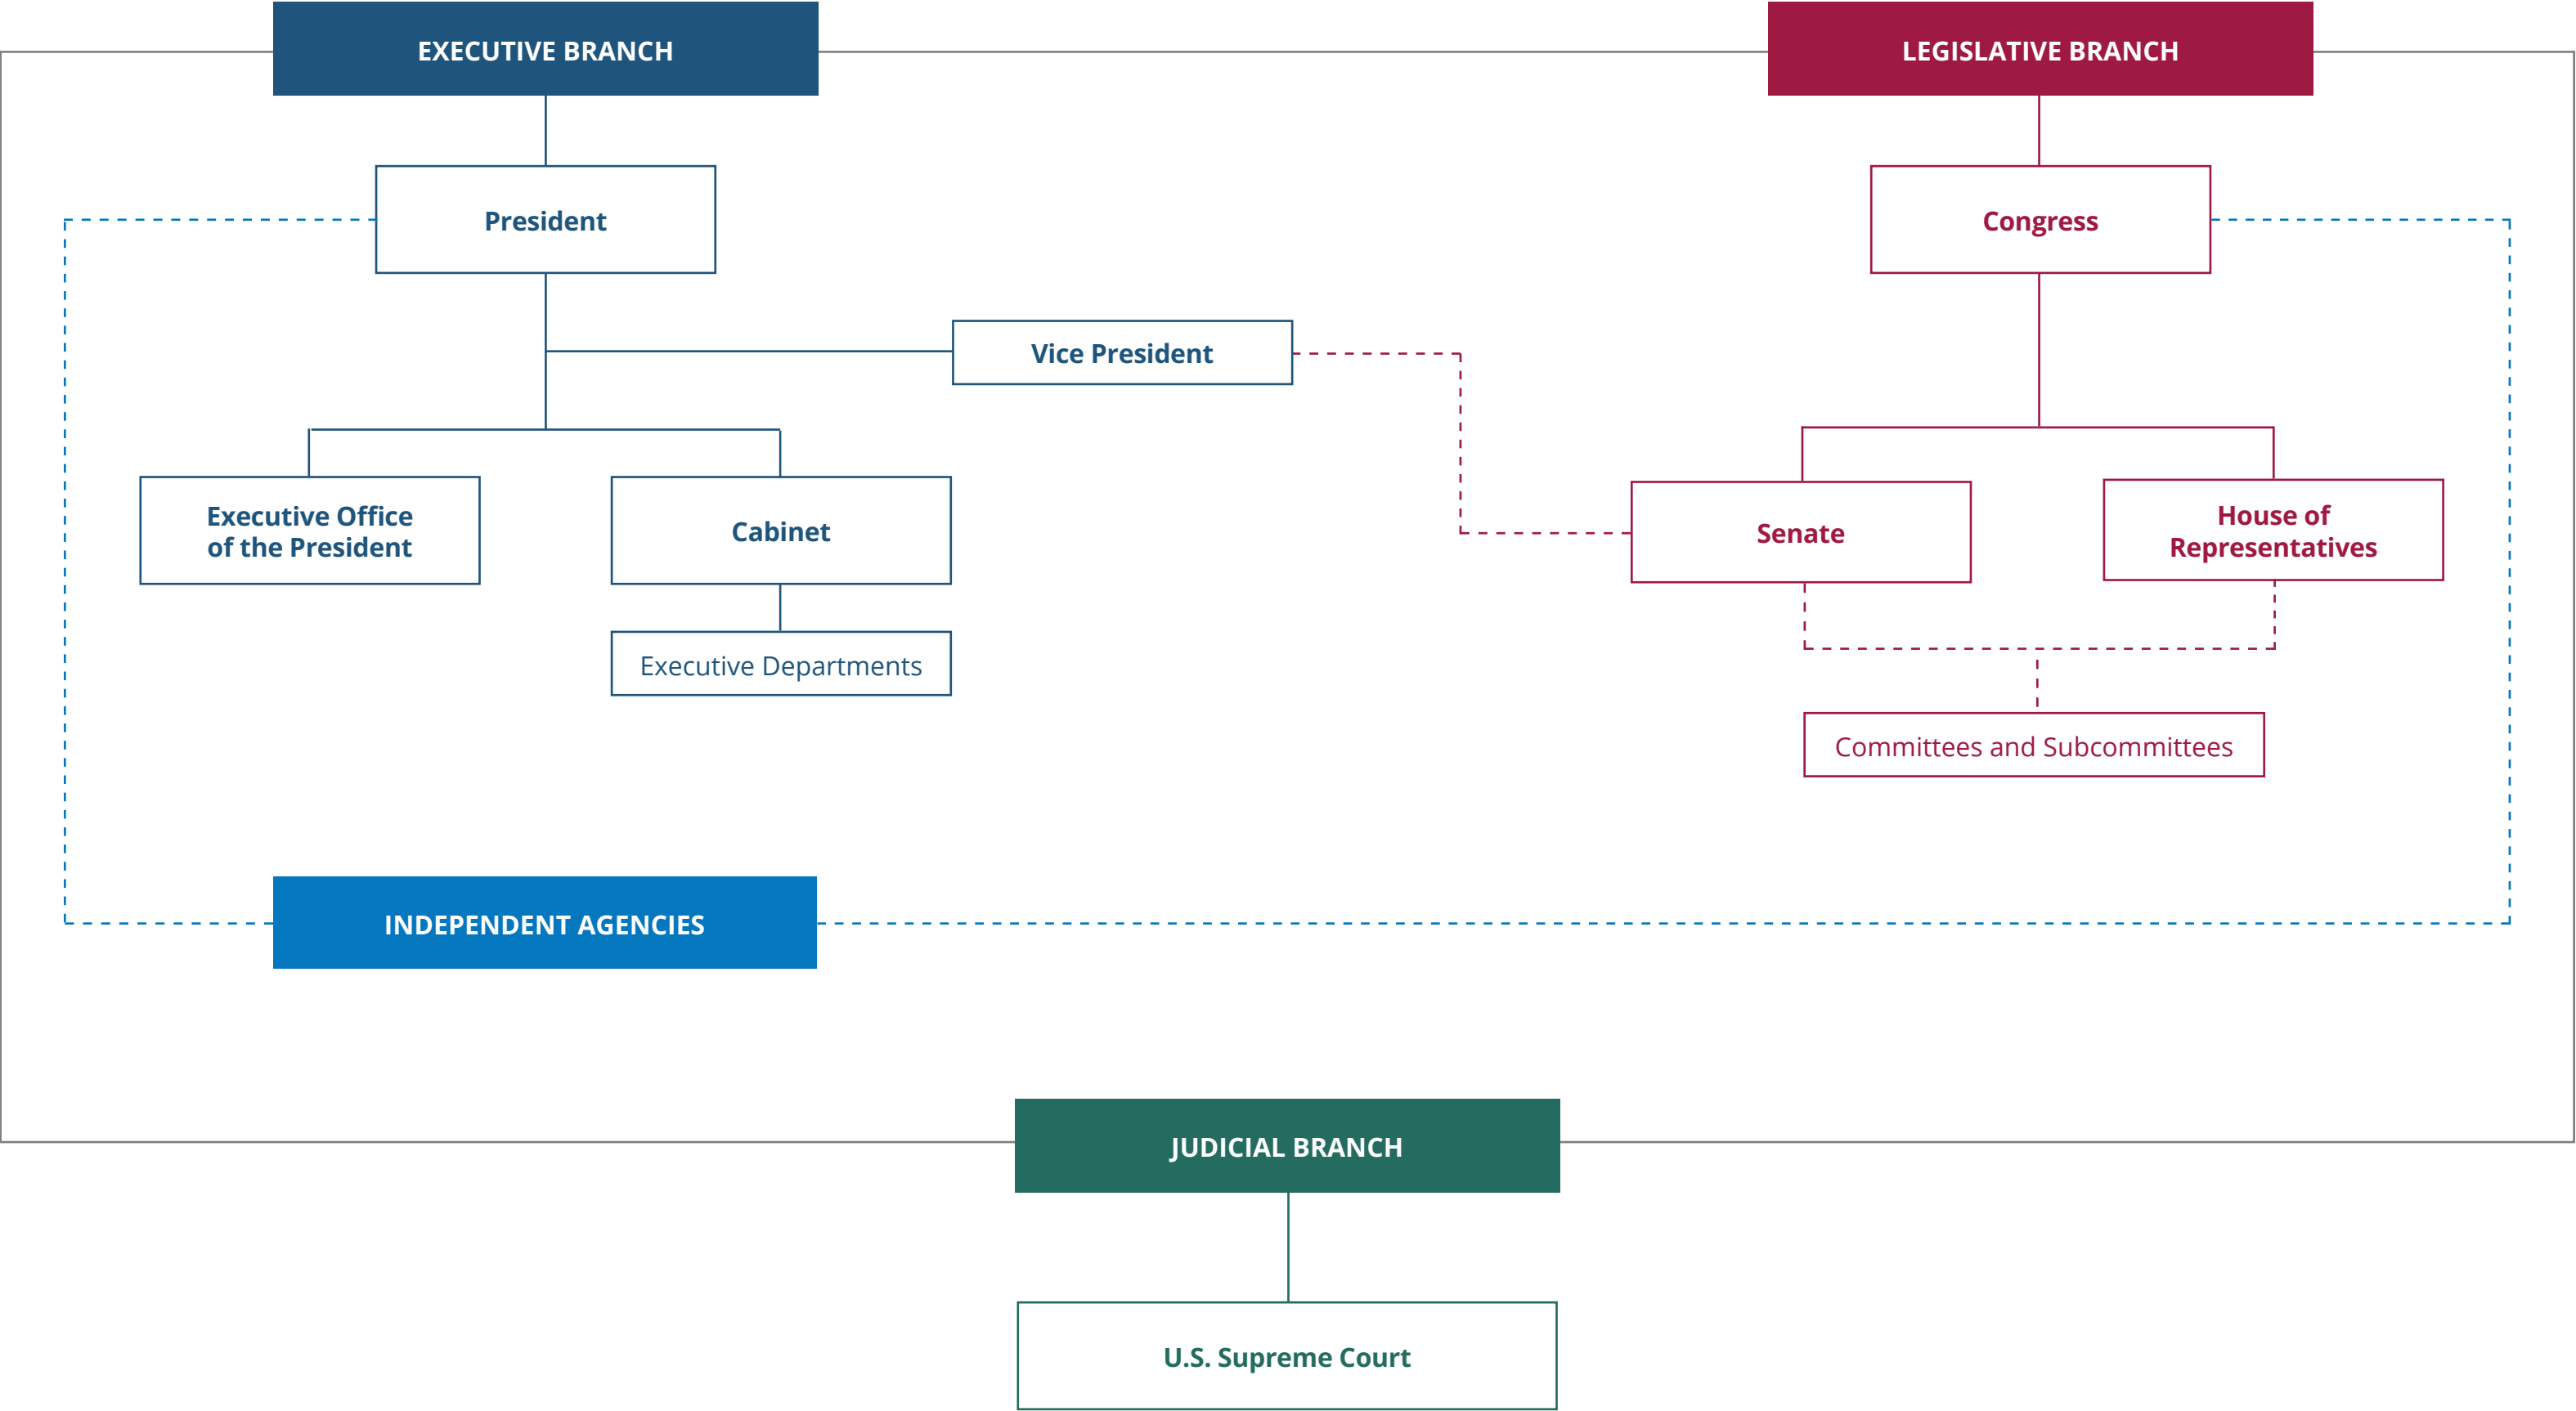 EXECUTIVE BRANCH
LEGISLATIVE BRANCH
President
Congress
Vice President
Executive Office
of the President
Cabinet
Senate
House of
Representatives
Executive Departments
Committees and Subcommittees
INDEPENDENT AGENCIES
JUDICIAL BRANCH
U.S. Supreme Court